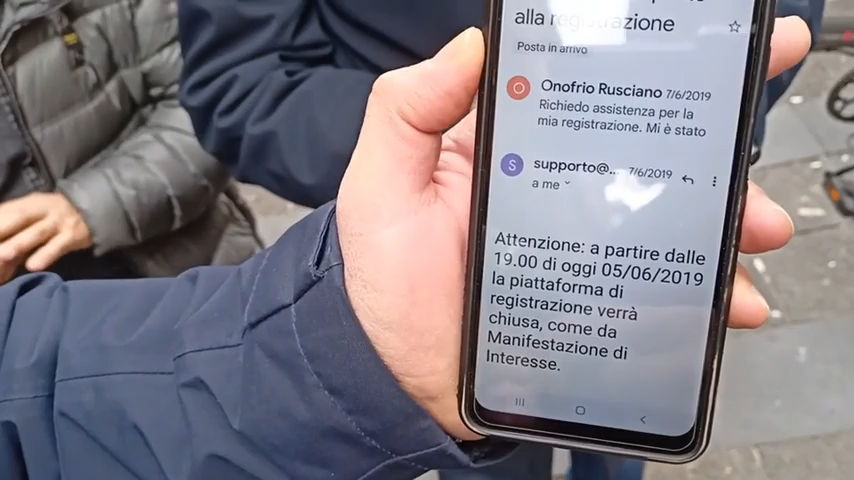 alla registrazione
Posta in arrivo
O
Onofrio Rusciano 7/6/2019
Richiedo assistenza per la
mia registrazione. Mi è stato
S
supporto@... 7/6/2019
a me
Attenzione: a partire dalle
19.00 di oggi 05/06/2019
la piattaforma di
registrazione verrà
chiusa, come da
Manifestazione di
Interesse.